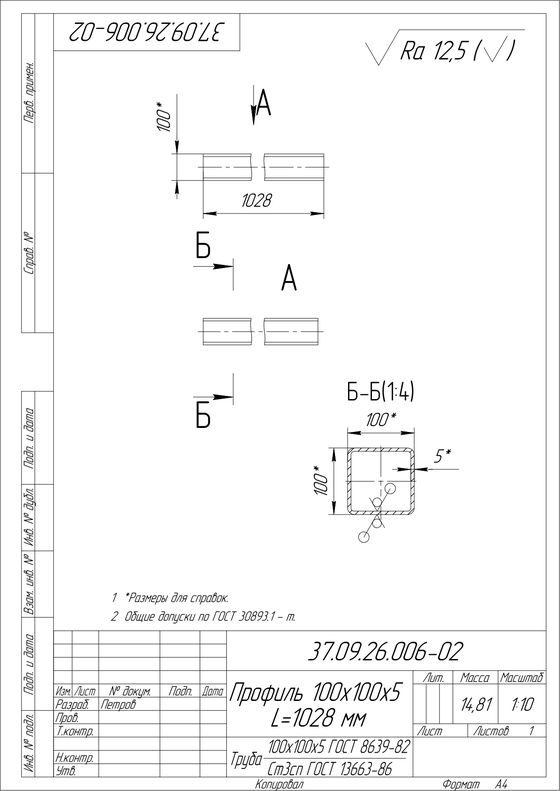 37.09.26.006-02
Ra 12,5 (√)
Перв. примен.
Справ. №
А
100*
1028
Б
А
Б
Б-Б(1:4)
100*
100*
5*
1 *Размеры для справок.
2 Общие допуски по ГОСТ 30893.1 - m.
Подп. и дата
Инв. № дубл.
Взам. инв. №
Подп. и дата
Инв. № подл.
37.09.26.006-02
Изм. Лист № докум. Подп. Дата
Разраб. Петров
Пров.
Т.контр.
Н.контр.
Утв.
Профиль 100х100х5
L=1028 мм
Лит. Масса Масштаб
14,81 1:10
Лист Листов 1
Труба 100х100х5 ГОСТ 8639-82
Ст3сп ГОСТ 13663-86
Копировал Формат А4